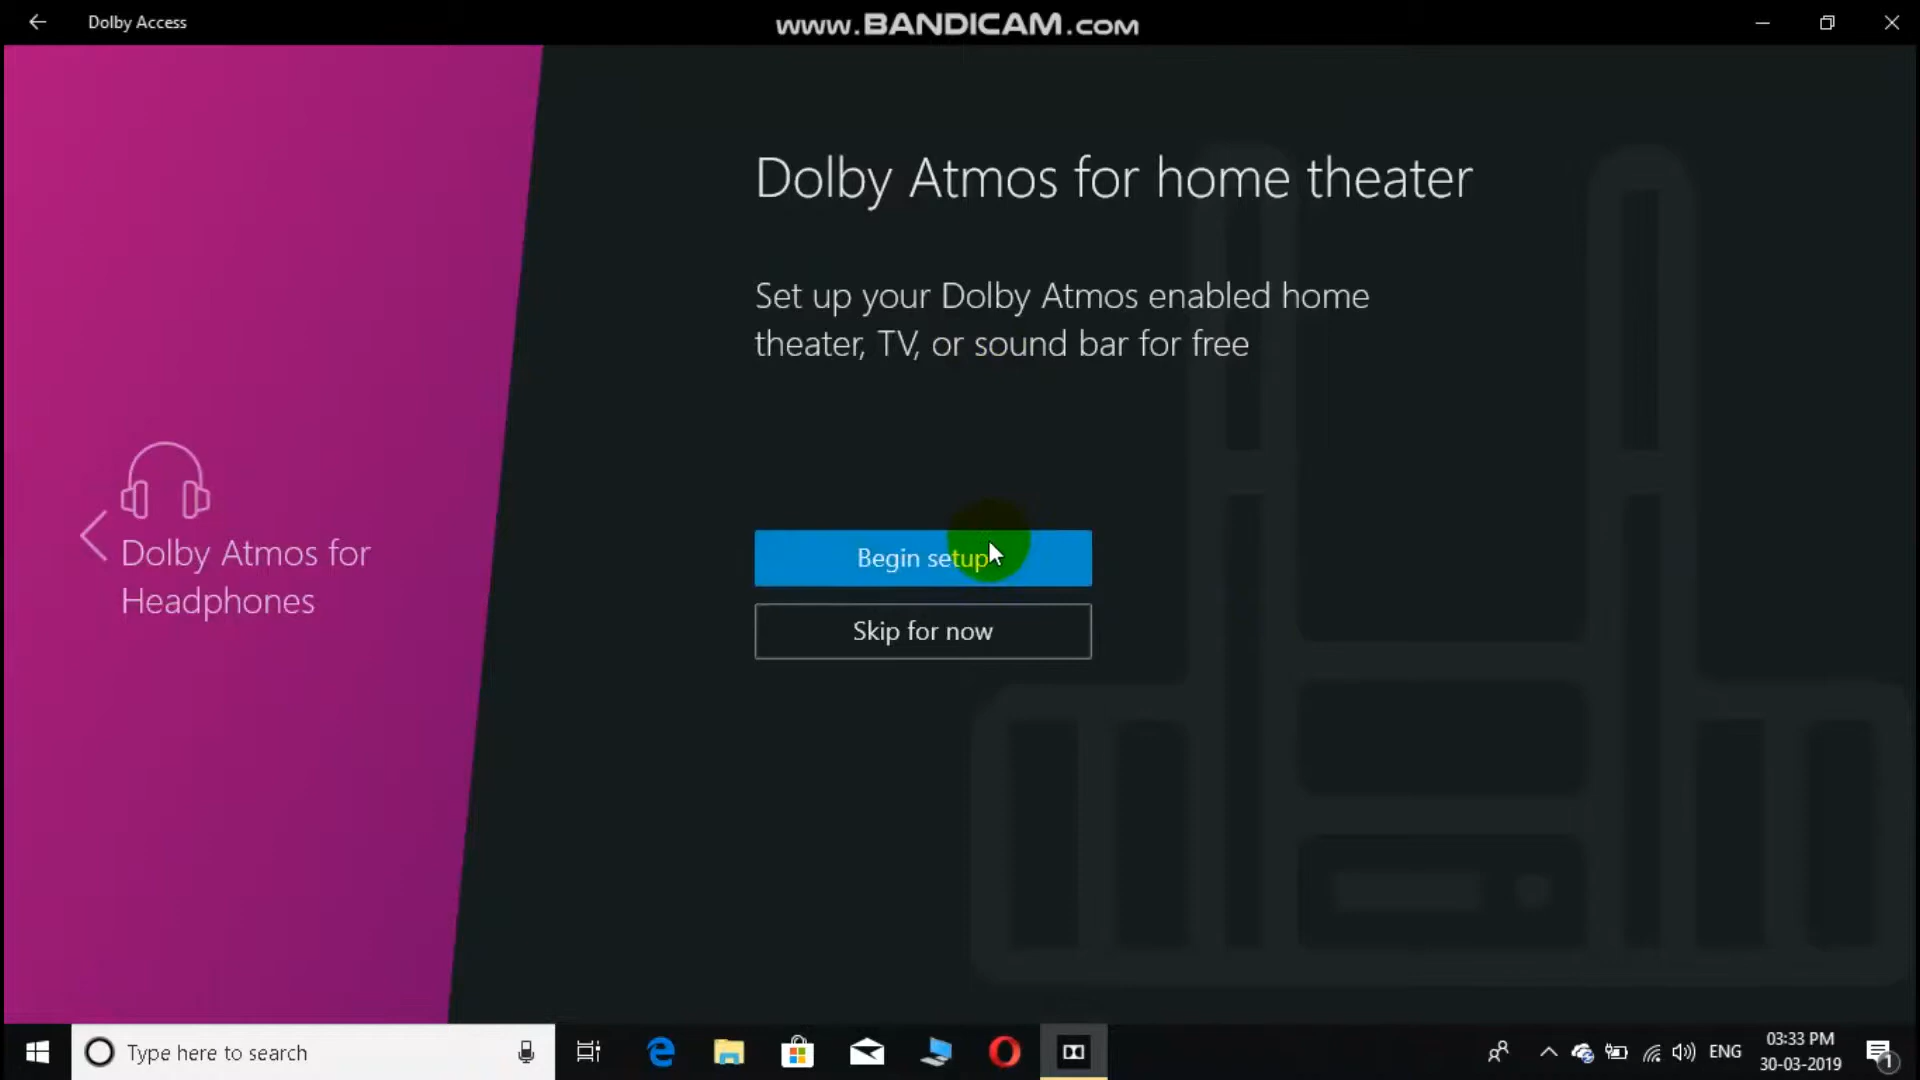 Dolby Access
www.BANDICAM.com
Dolby Atmos for home theater
Set up your Dolby Atmos enabled home
theater, TV, or sound bar for free
Begin setup
Skip for now
Dolby Atmos for
Headphones
Type here to search
ENG
03:33 PM
30-03-2019
1